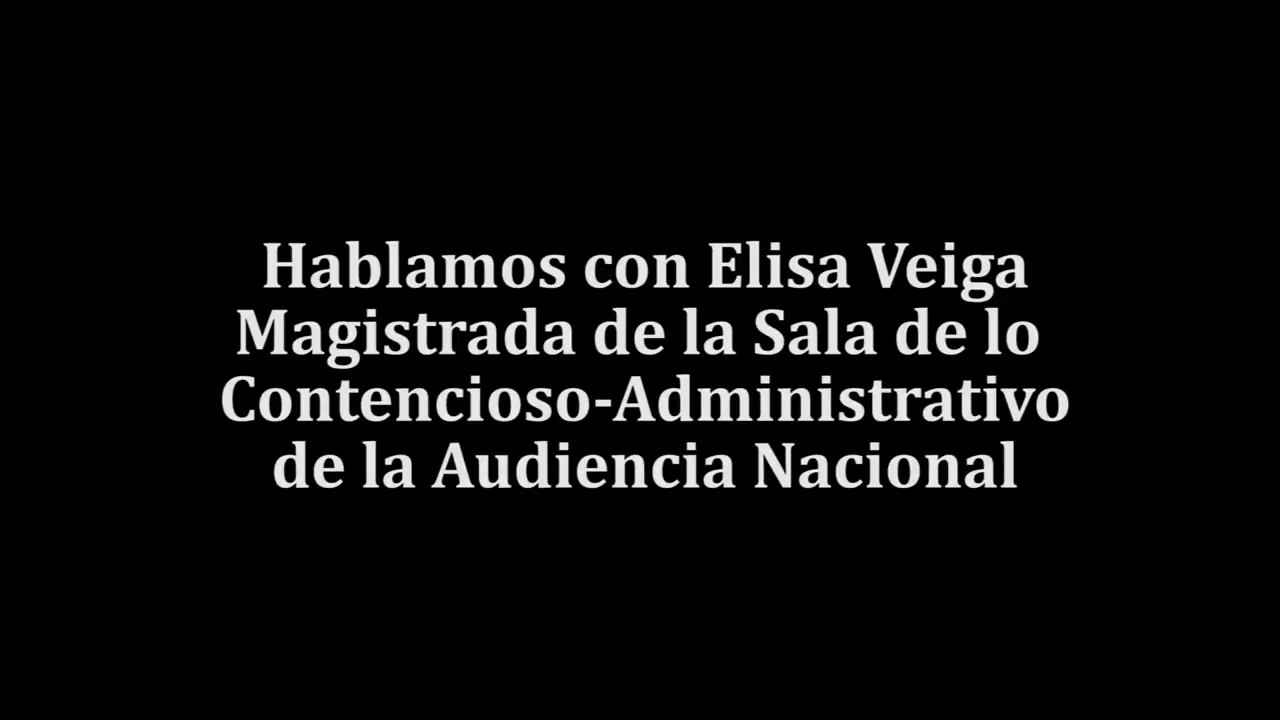 Hablamos con Elisa Veiga
Magistrada de la Sala de lo
Contencioso-Administrativo
de la Audiencia Nacional